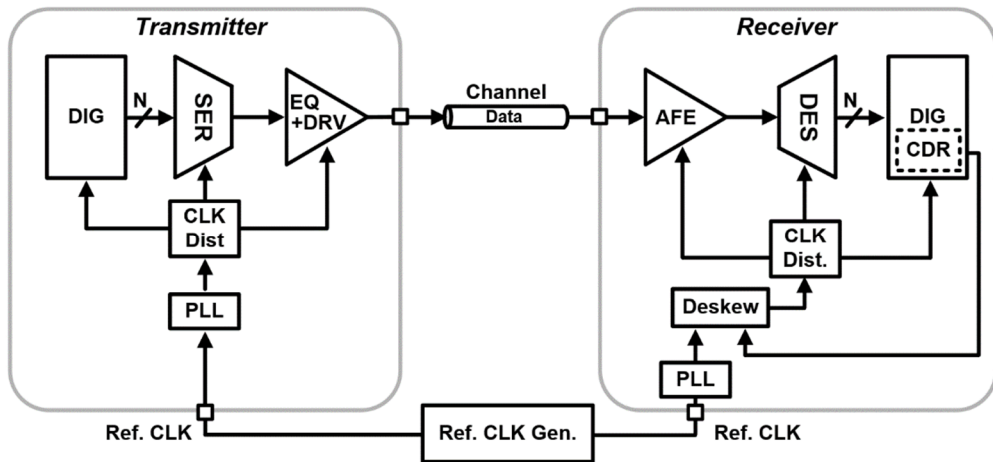 Transmitter
DIG
N
SER
EQ
+DRV
CLK
Dist
PLL
Ref. CLK
Channel
Data
Ref. CLK Gen.
Receiver
AFE
DES
N
DIG
CDR
CLK
Dist.
Deskew
PLL
Ref. CLK